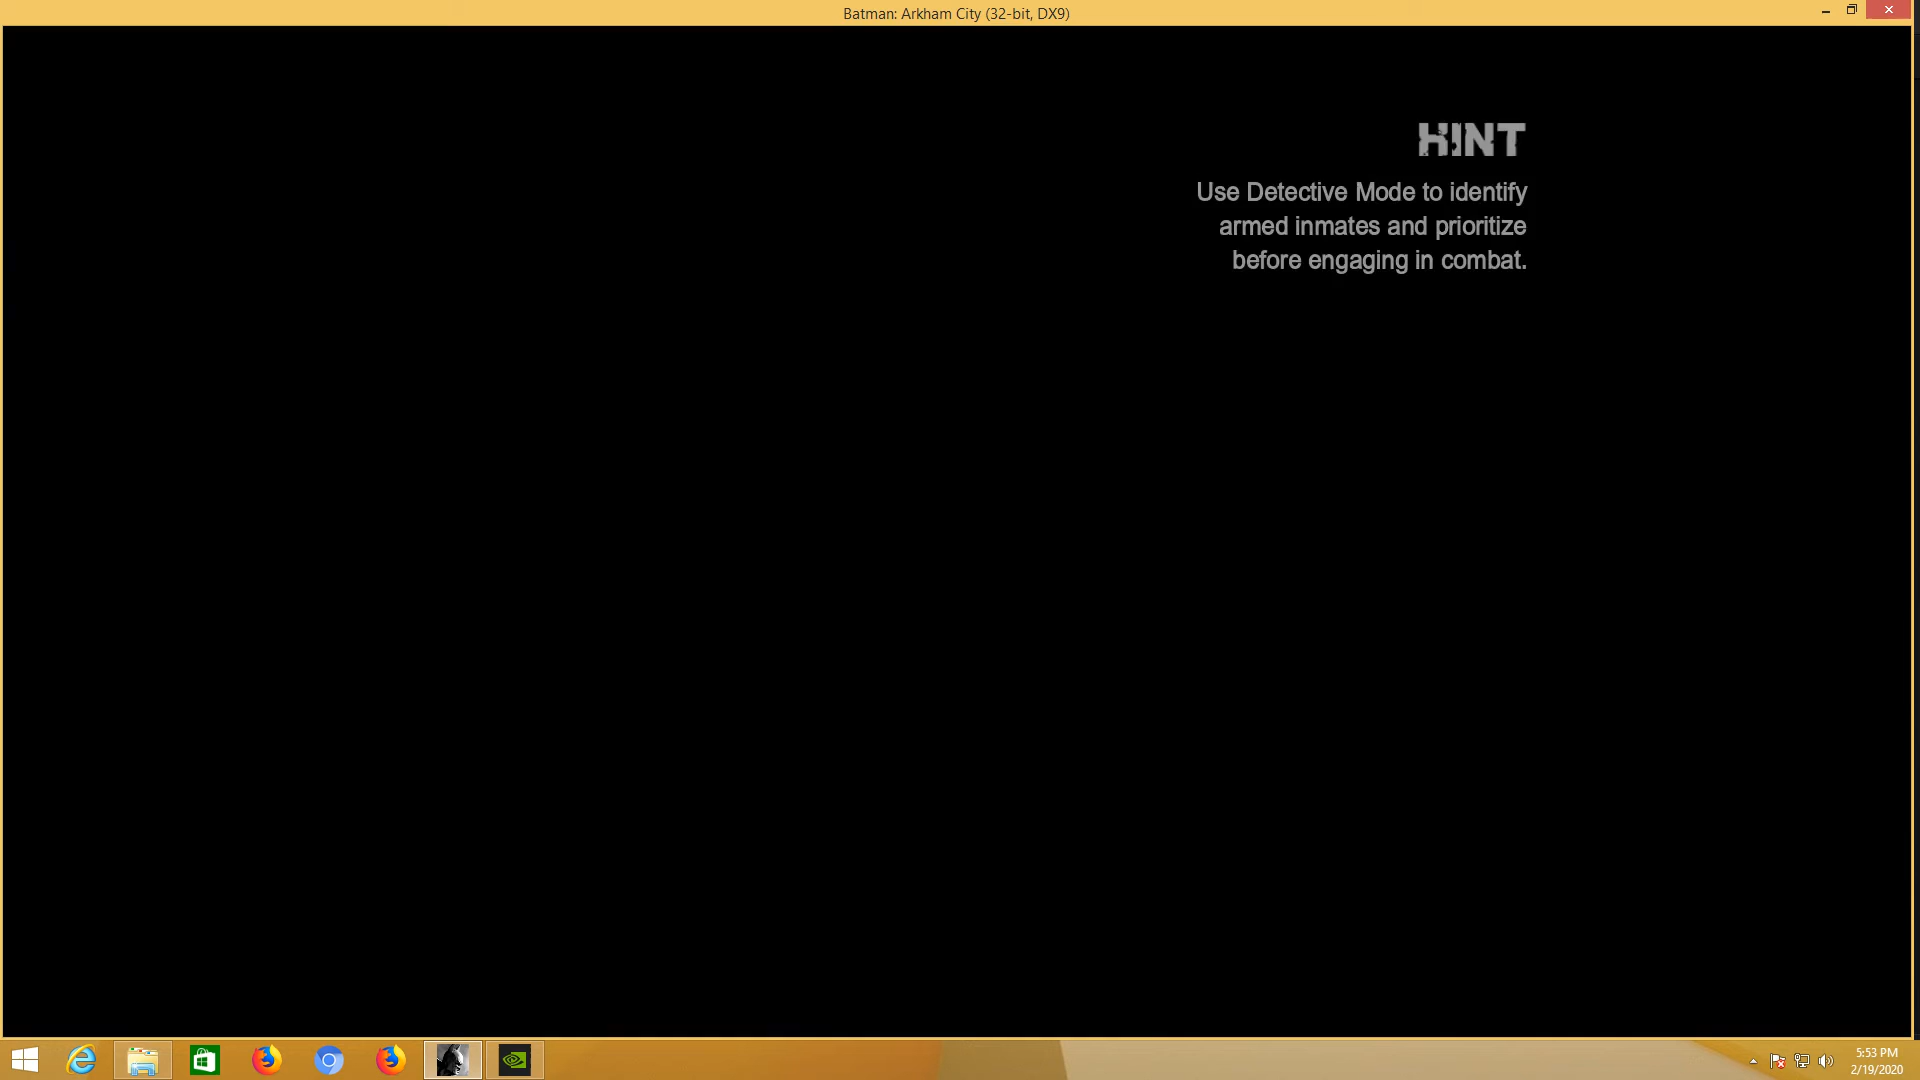 Batman: Arkham City (32-bit, DX9)
HINT
Use Detective Mode to identify
armed inmates and prioritize
before engaging in combat.
5:53 PM
2/19/2020